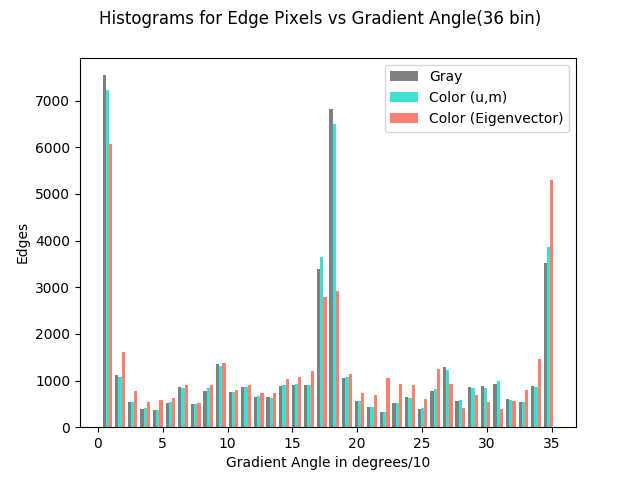 Histograms for Edge Pixels vs Gradient Angle(36 bin)
Gray
Color (u,m)
Color (Eigenvector)
7000
6000
5000
4000
3000
2000
1000
0
Edges
0 5 10 15 20 25 30 35
Gradient Angle in degrees/10